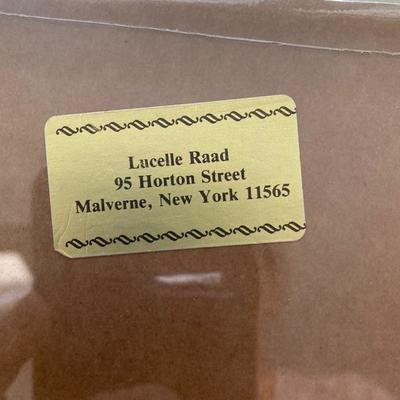 Lucelle Raad
95 Horton Street
Malverne, New York 11565